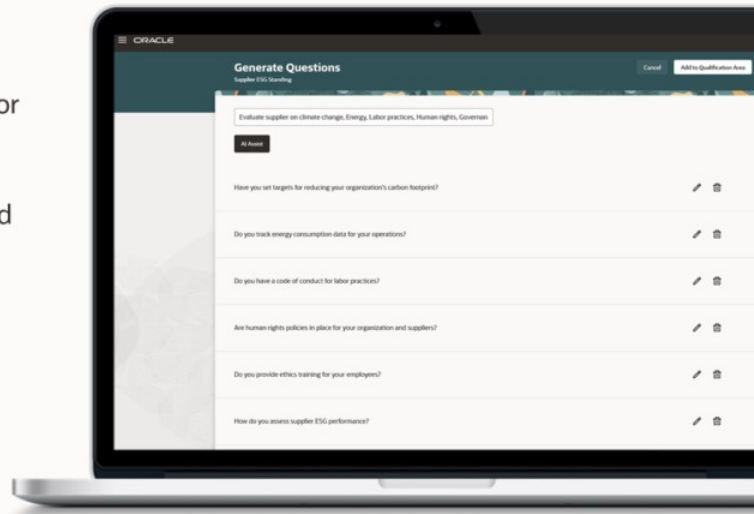 or
d
ORACLE
Generate Questions
Supplier ESG Standing
Cancel
Add to Qualification Area
Evaluate supplier on climate change, Energy, Labor practices, Human rights, Governan
AI Assist
Have you set targets for reducing your organization's carbon footprint?
Do you track energy consumption data for your operations?
Do you have a code of conduct for labor practices?
Are human rights policies in place for your organization and suppliers?
Do you provide ethics training for your employees?
How do you assess supplier ESG performance?